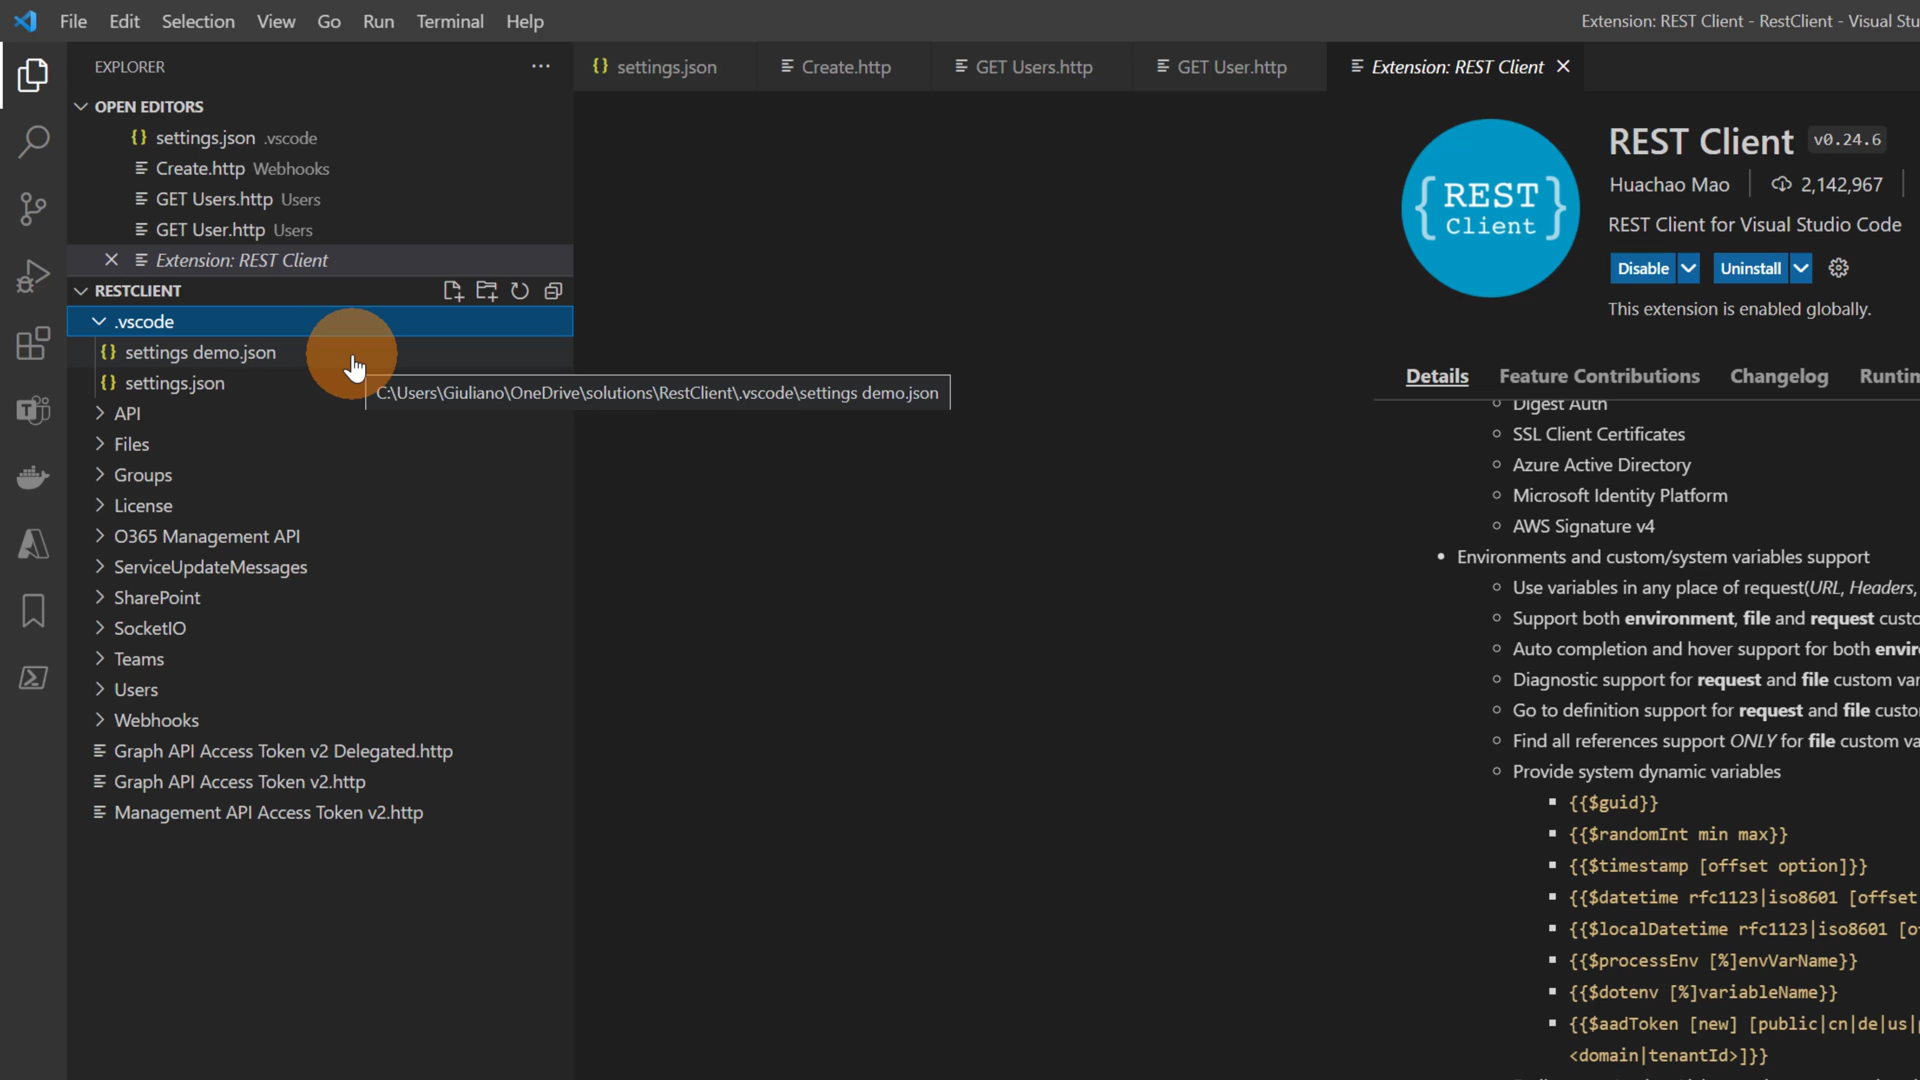 File Edit Selection View Go Run Terminal Help
Extension: REST Client - RestClient - Visual Stu
EXPLORER
settings.json
Create.http
GET Users.http
GET User.http
Extension: REST Client
OPEN EDITORS
settings.json .vscode
Create.http Webhooks
GET Users.http Users
GET User.http Users
Extension: REST Client
RESTCLIENT
.vscode
settings demo.json
settings.json
C:\Users\Giuliano\OneDrive\solutions\RestClient\.vscode\settings demo.json
API
Files
Groups
License
O365 Management API
ServiceUpdateMessages
SharePoint
SocketIO
Teams
Users
Webhooks
Graph API Access Token v2 Delegated.http
Graph API Access Token v2.http
Management API Access Token v2.http
{ REST Client }
REST Client v0.24.6
Huachao Mao 2,142,967
REST Client for Visual Studio Code
Disable Uninstall
This extension is enabled globally.
Details Feature Contributions Changelog Runtim
Digest Auth
SSL Client Certificates
Azure Active Directory
Microsoft Identity Platform
AWS Signature v4
Environments and custom/system variables support
Use variables in any place of request(URL, Headers,
Support both environment, file and request custo
Auto completion and hover support for both envir
Diagnostic support for request and file custom var
Go to definition support for request and file custo
Find all references support ONLY for file custom va
Provide system dynamic variables
{{$guid}}
{{$randomInt min max}}
{{$timestamp [offset option]}}
{{$datetime rfc1123|iso8601 [offset
{{$localDatetime rfc1123|iso8601 [o
{{$processEnv [%]envVarName}}
{{$dotenv [%]variableName}}
{{$aadToken [new] [public|cn|de|us|p
<domain|tenantId>]}}